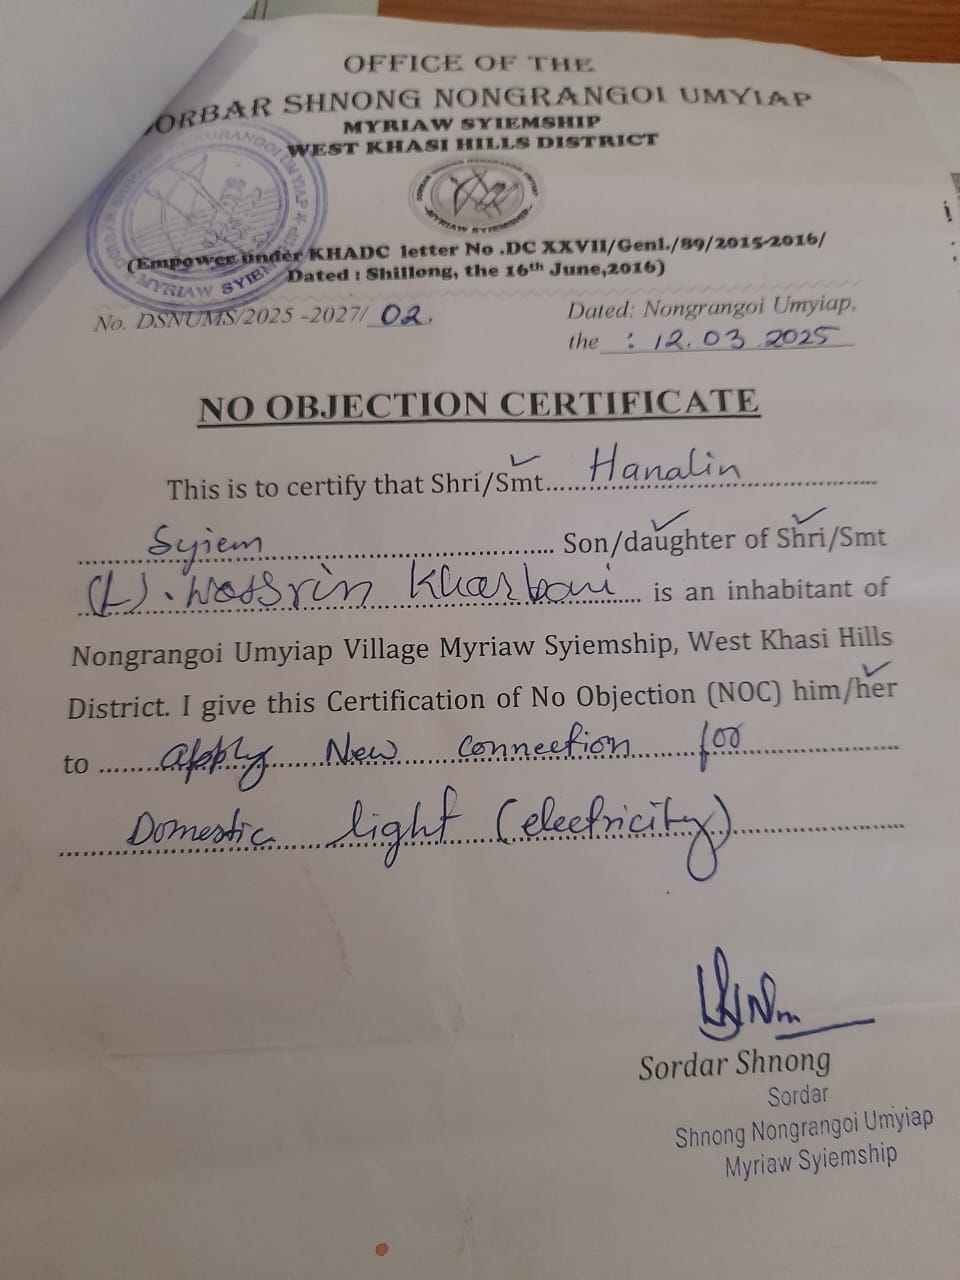 OFFICE OF THE
DORBAR SHNONG NONGRANGOI UMYIAP
MYRIAW SYIEMSHIP
WEST KHASI HILLS DISTRICT
MYRIAW SYIEMSHIP
(Empower under KHADC letter No .DC XXVII/Genl./89/2015-2016/
Dated : Shillong, the 16th June,2016)
No. DSNUMS/2025 -2027/ 02.
Dated: Nongrangoi Umyiap.
the : 12.03.2025
NO OBJECTION CERTIFICATE
This is to certify that Shri/Smt...... Hanalin
Syiem Son/daughter of Shri/Smt
(L). Wossrin Kharbani is an inhabitant of
Nongrangoi Umyiap Village Myriaw Syiemship, West Khasi Hills
District. I give this Certification of No Objection (NOC) him/her
to apply New connection for
Domestic light (electricity)
Sordar Shnong
Sordar
Shnong Nongrangoi Umyiap
Myriaw Syiemship